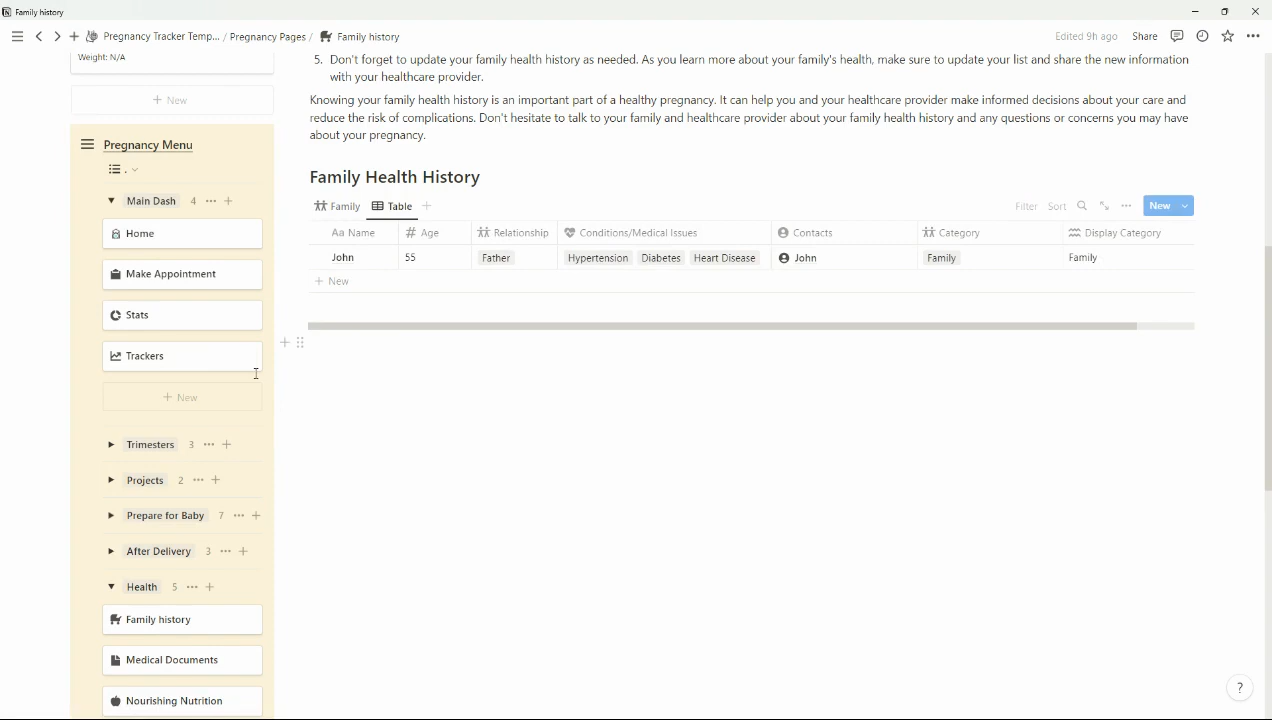 Family history
Pregnancy Tracker Temp... / Pregnancy Pages / Family history
Edited 9h ago Share
Weight: N/A
+ New
Pregnancy Menu
.
Main Dash 4 ... +
Home
Make Appointment
Stats
Trackers
+ New
Trimesters 3 ... +
Projects 2 ... +
Prepare for Baby 7 ... +
After Delivery 3 ... +
Health 5 ... +
Family history
Medical Documents
Nourishing Nutrition
5. Don't forget to update your family health history as needed. As you learn more about your family's health, make sure to update your list and share the new information
with your healthcare provider.
Knowing your family health history is an important part of a healthy pregnancy. It can help you and your healthcare provider make informed decisions about your care and
reduce the risk of complications. Don't hesitate to talk to your family and healthcare provider about your family health history and any questions or concerns you may have
about your pregnancy.
Family Health History
Family Table +
Filter Sort ... New
Aa Name # Age Relationship Conditions/Medical Issues Contacts Category Display Category
John 55 Father Hypertension Diabetes Heart Disease John Family Family
+ New
?